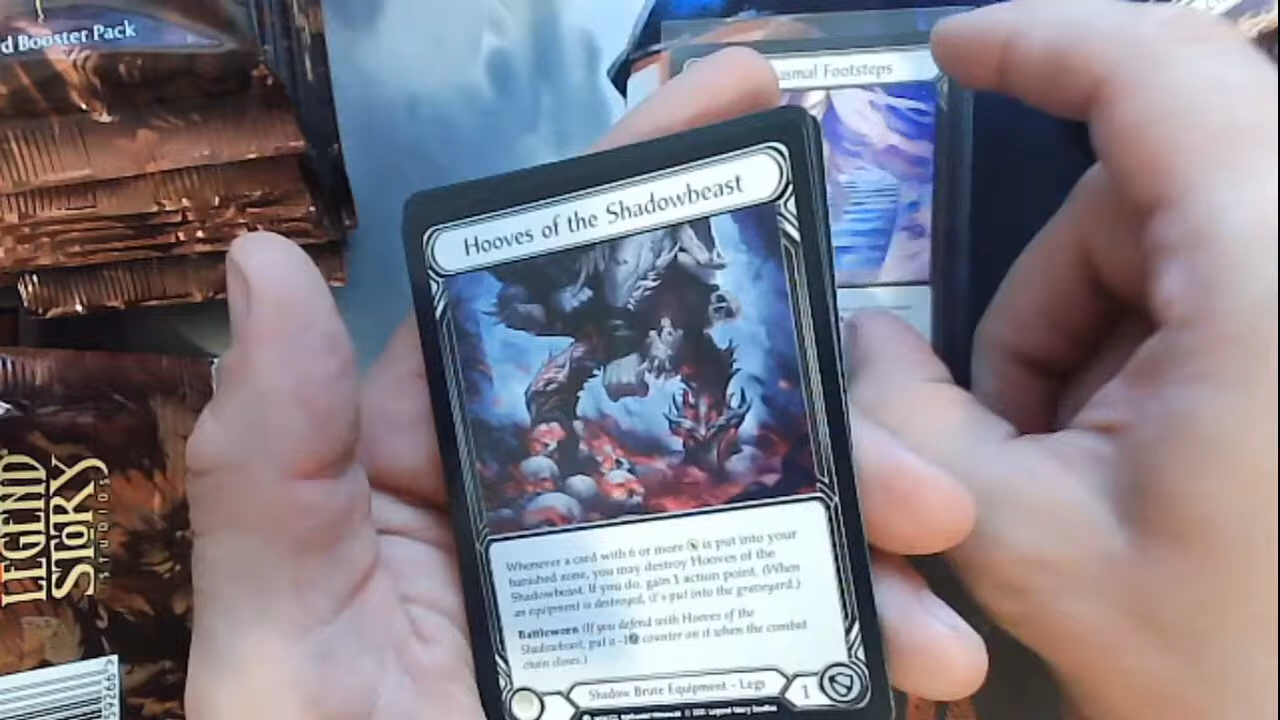 d Booster Pack
smal Footsteps
Hooves of the Shadowbeast
Whenever a card with 6 or more is put into your
banished zone, you may destroy Hooves of the
Shadowbeast. If you do, gain 1 action point. (When
an equipment is destroyed, it's put into the graveyard.)
Battleworn (If you defend with Hooves of the
Shadowbeast, put a -1 counter on it when the combat
chain closes.)
Shadow Brute Equipment - Legs
1
LEGEND
STORY
STUDIOS